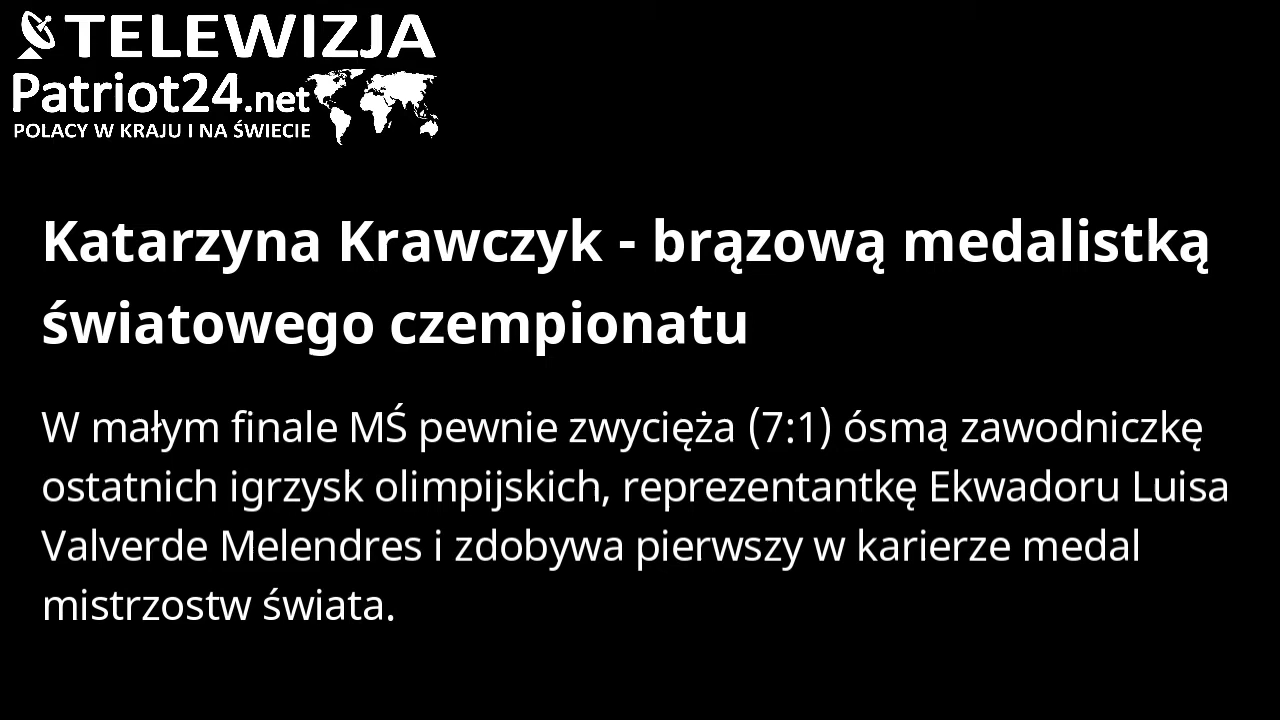 TELEWIZJA
Patriot24.net
POLACY W KRAJU I NA ŚWIECIE
Katarzyna Krawczyk - brązową medalistką
światowego czempionatu
W małym finale MŚ pewnie zwycięża (7:1) ósmą zawodniczkę
ostatnich igrzysk olimpijskich, reprezentantkę Ekwadoru Luisa
Valverde Melendres i zdobywa pierwszy w karierze medal
mistrzostw świata.